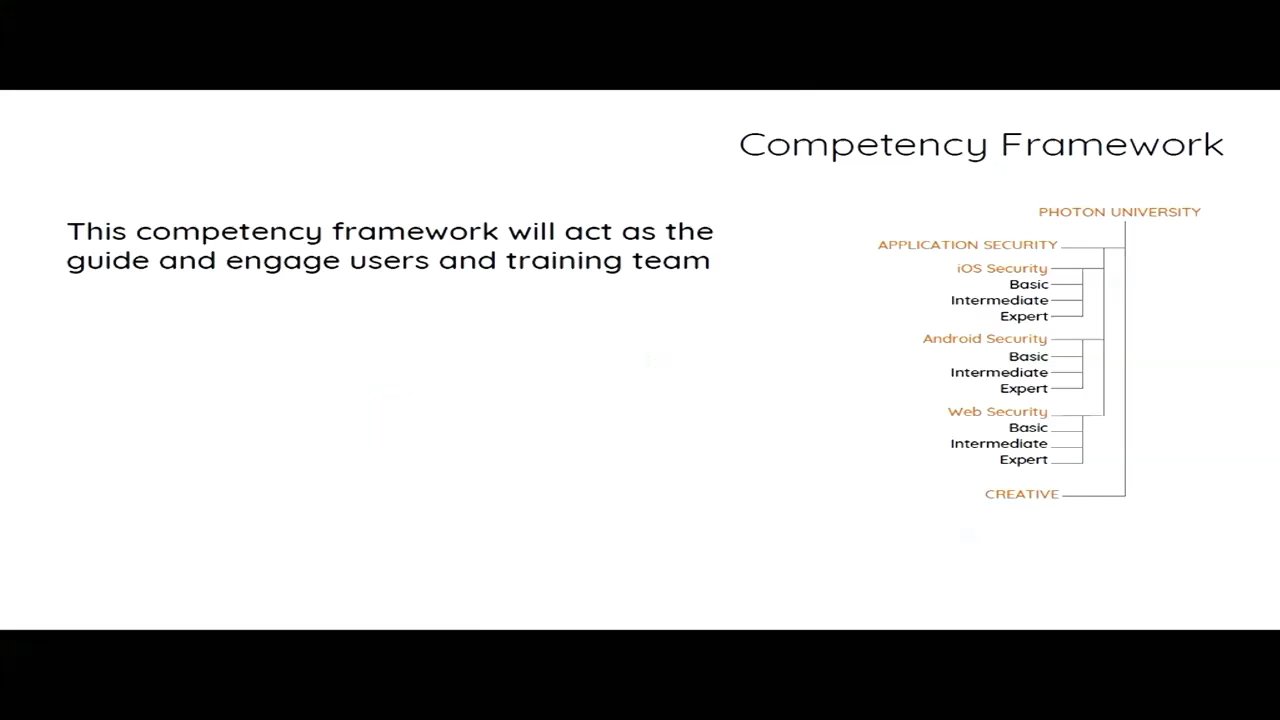 Competency Framework
This competency framework will act as the
guide and engage users and training team
PHOTON UNIVERSITY
APPLICATION SECURITY
iOS Security
Basic
Intermediate
Expert
Android Security
Basic
Intermediate
Expert
Web Security
Basic
Intermediate
Expert
CREATIVE